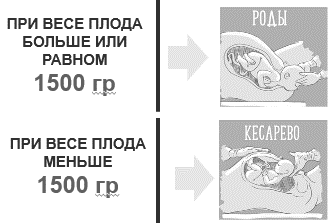 ПРИ ВЕСЕ ПЛОДА
БОЛЬШЕ ИЛИ
РАВНОМ
1500 гр
РОДЫ
ПРИ ВЕСЕ ПЛОДА
МЕНЬШЕ
1500 гр
КЕСАРЕВО